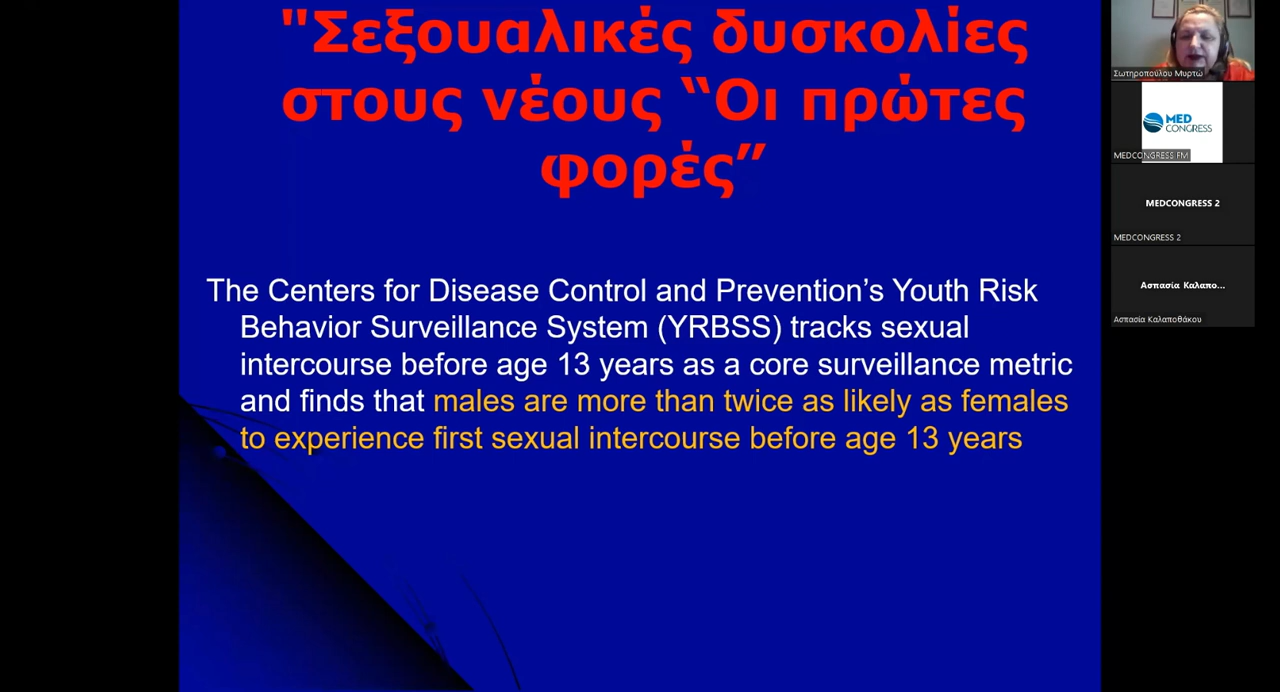 "Σεξουαλικές δυσκολίες
στους νέους “Οι πρώτες
φορές”
The Centers for Disease Control and Prevention’s Youth Risk
Behavior Surveillance System (YRBSS) tracks sexual
intercourse before age 13 years as a core surveillance metric
and finds that males are more than twice as likely as females
to experience first sexual intercourse before age 13 years
Σωτηροπούλου Μυρτώ
MED
CONGRESS
MEDCONGRESS FM
MEDCONGRESS 2
MEDCONGRESS 2
Ασπασία Καλαπο...
Ασπασία Καλαποθάκου